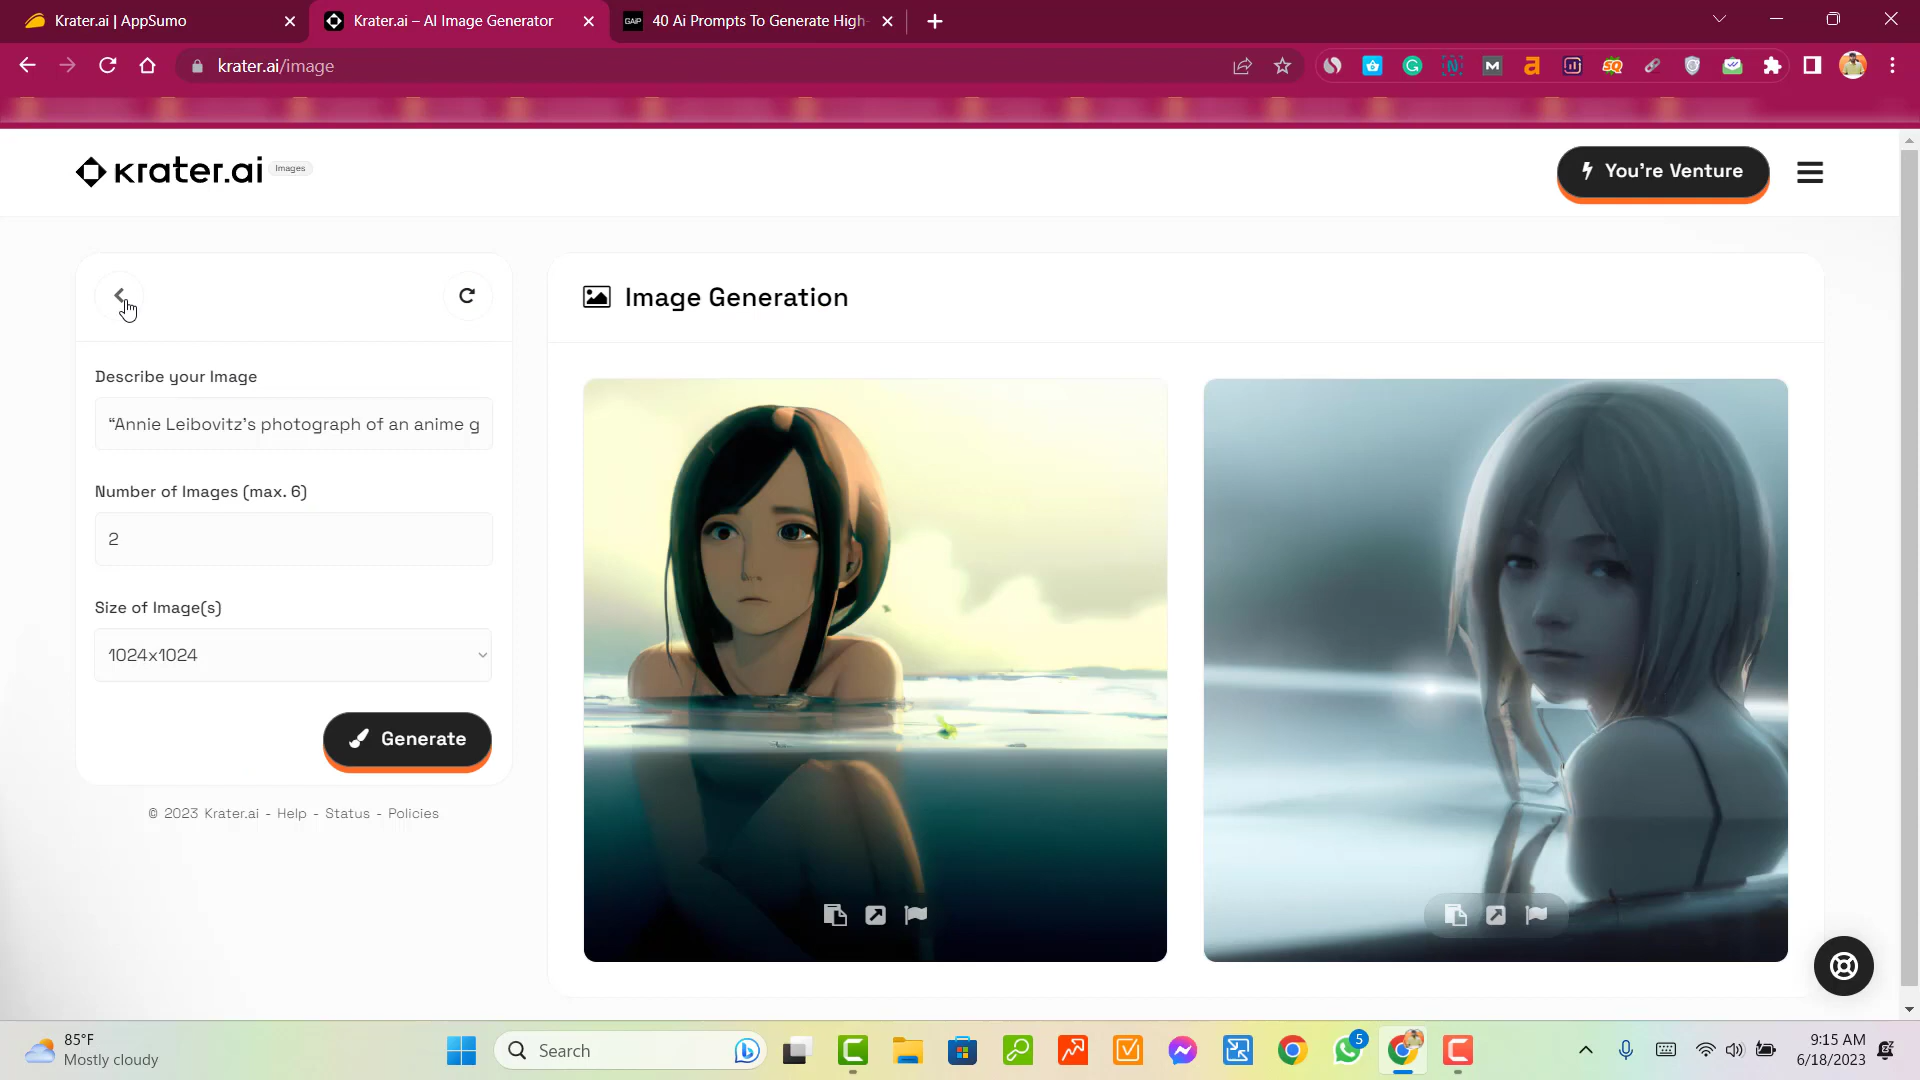 Krater.ai | AppSumo
Krater.ai – AI Image Generator
GAIP
40 Ai Prompts To Generate High-
krater.ai/image
krater.ai
Images
You're Venture
Image Generation
Describe your Image
“Annie Leibovitz's photograph of an anime g
Number of Images (max. 6)
2
Size of Image(s)
1024x1024
Generate
© 2023 Krater.ai - Help - Status - Policies
85°F
Mostly cloudy
Search
5
9:15 AM
6/18/2023